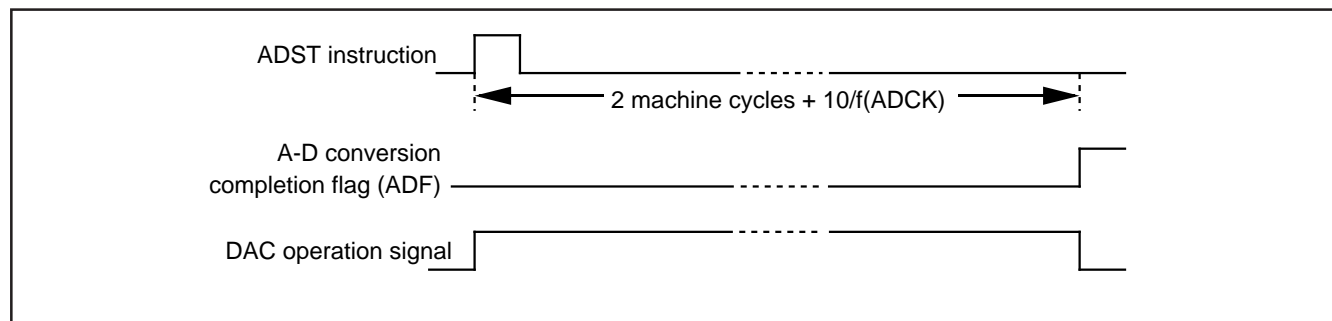 ADST instruction
2 machine cycles + 10/f(ADCK)
A-D conversion
completion flag (ADF)
DAC operation signal